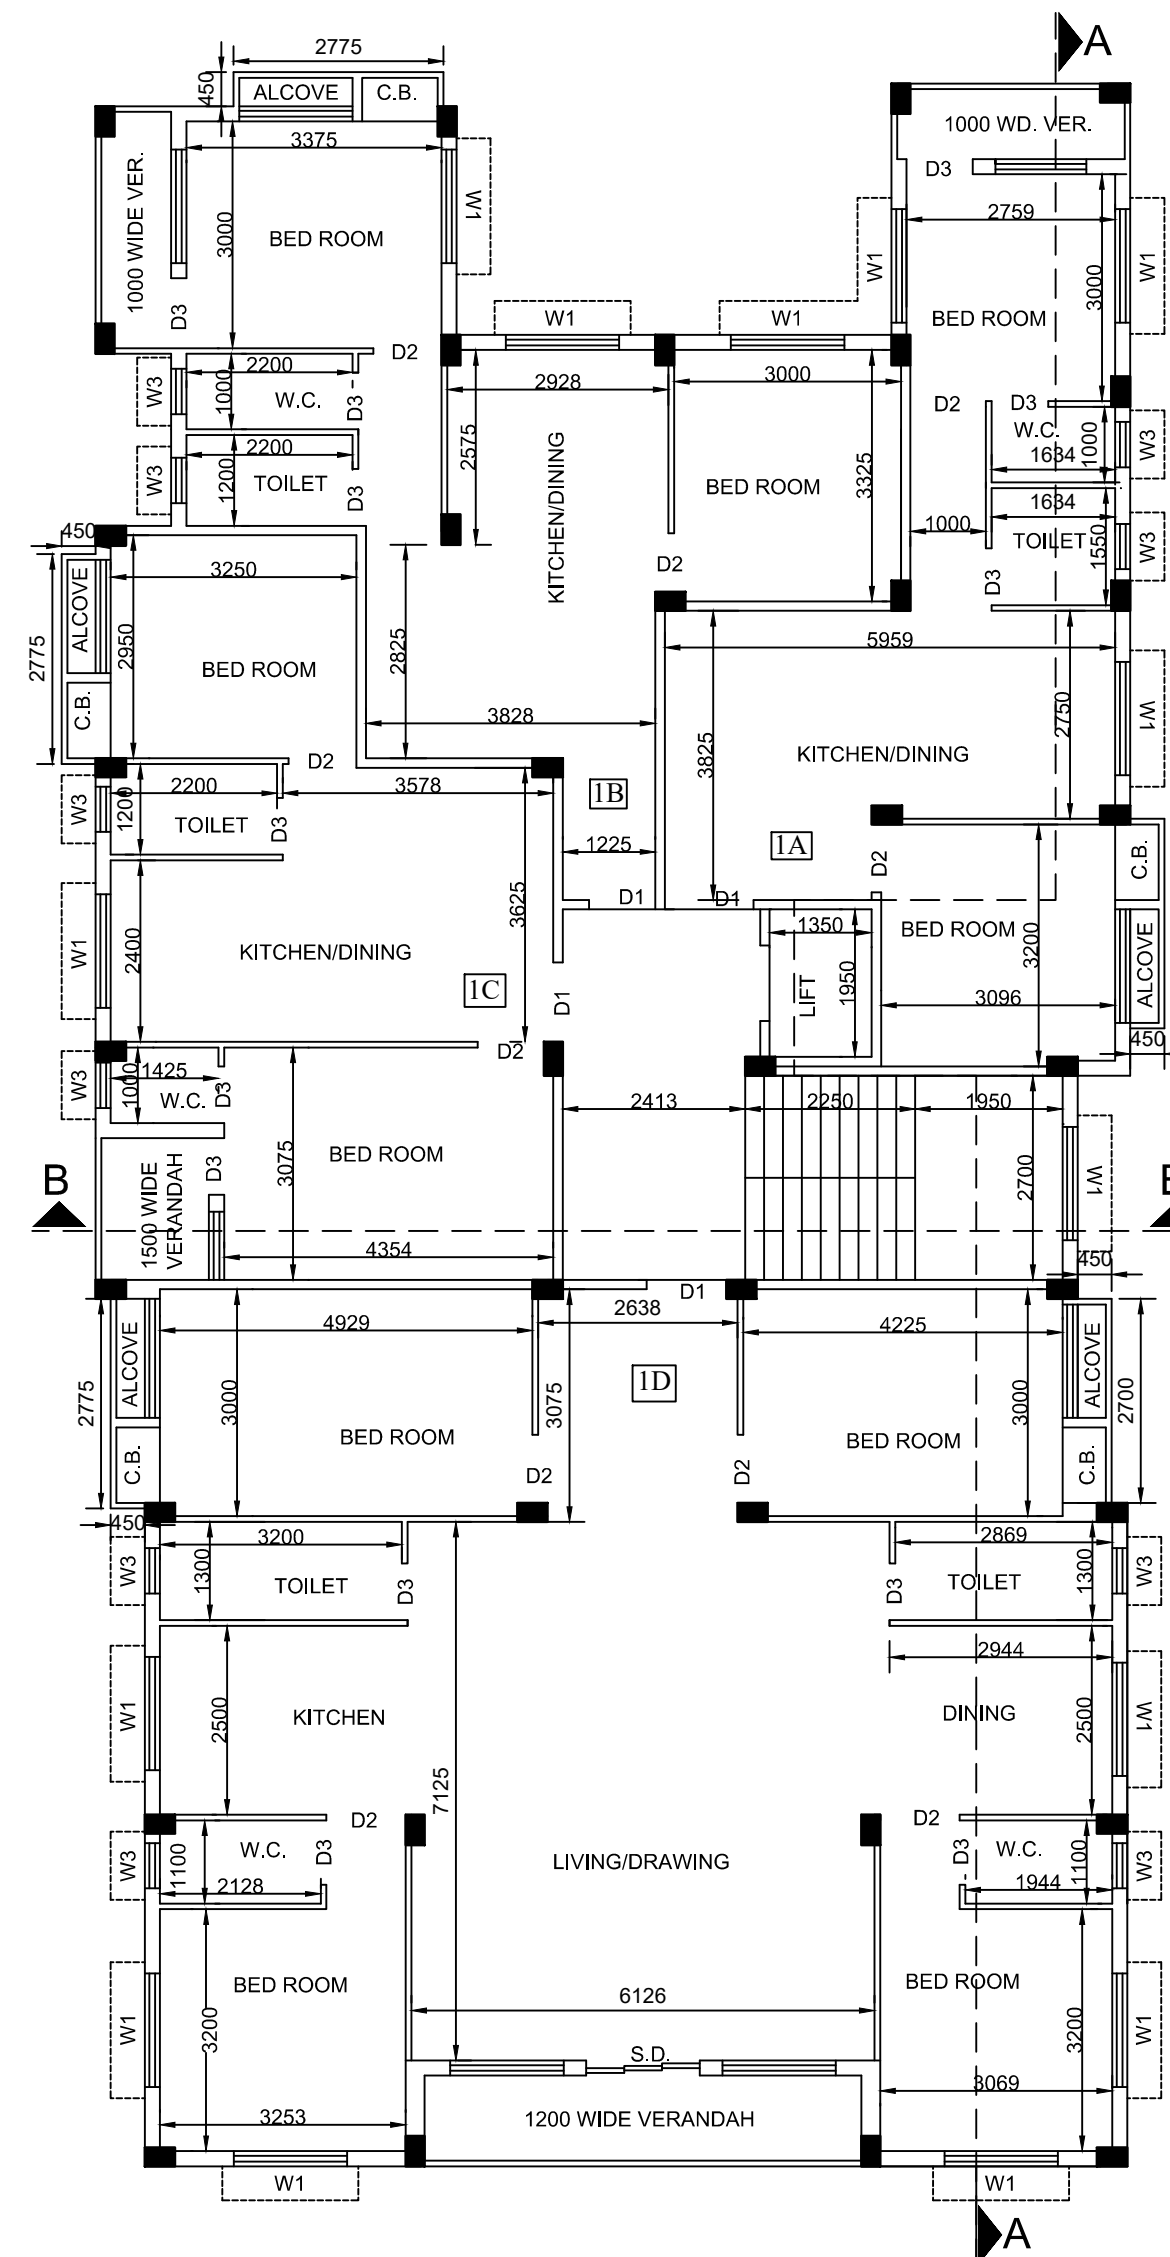 A
2775
450
ALCOVE
C.B.
1000 WD. VER.
3375
D3
1000 WIDE VER.
W1
3000
BED ROOM
2759
W1
W1
3000
D3
W1
W1
BED ROOM
D2
2200
2928
3000
W3
1000
W.C.
D3
D2
D3
W.C.
1000
W3
2200
2575
KITCHEN/DINING
1634
W3
1200
TOILET
D3
BED ROOM
3325
1634
450
1000
TOILET
1550
W3
3250
D2
D3
ALCOVE
2775
2950
BED ROOM
2825
5959
C.B.
3828
3825
2750
W1
D2
KITCHEN/DINING
2200
3578
1B
W3
1200
TOILET
D3
1225
1A
D2
C.B.
3625
D1
D1
1350
BED ROOM
3200
W1
2400
KITCHEN/DINING
1C
D1
LIFT
1950
3096
ALCOVE
D2
450
W3
1000
1425
W.C.
D3
2413
2250
1950
3075
BED ROOM
D3
2700
W1
B
1500 WIDE
VERANDAH
4354
450
D1
2638
4929
4225
ALCOVE
2775
3000
3075
1D
3000
ALCOVE
2700
BED ROOM
BED ROOM
C.B.
D2
D2
C.B.
450
3200
2869
W3
1300
TOILET
D3
D3
TOILET
1300
W3
2944
W1
2500
KITCHEN
DINING
2500
W1
7125
D2
D2
W3
1100
W.C.
D3
LIVING/DRAWING
D3
W.C.
1100
W3
2128
1944
BED ROOM
BED ROOM
W1
3200
6126
3200
W1
S.D.
3069
3253
1200 WIDE VERANDAH
W1
W1
A